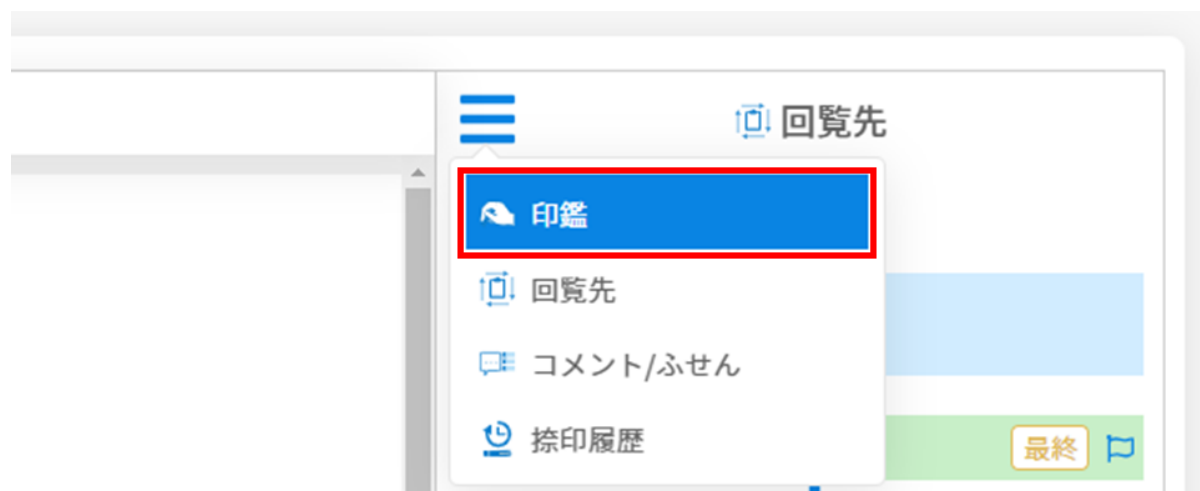 回覧先
印鑑
回覧先
コメント/ふせん
捺印履歴
最終